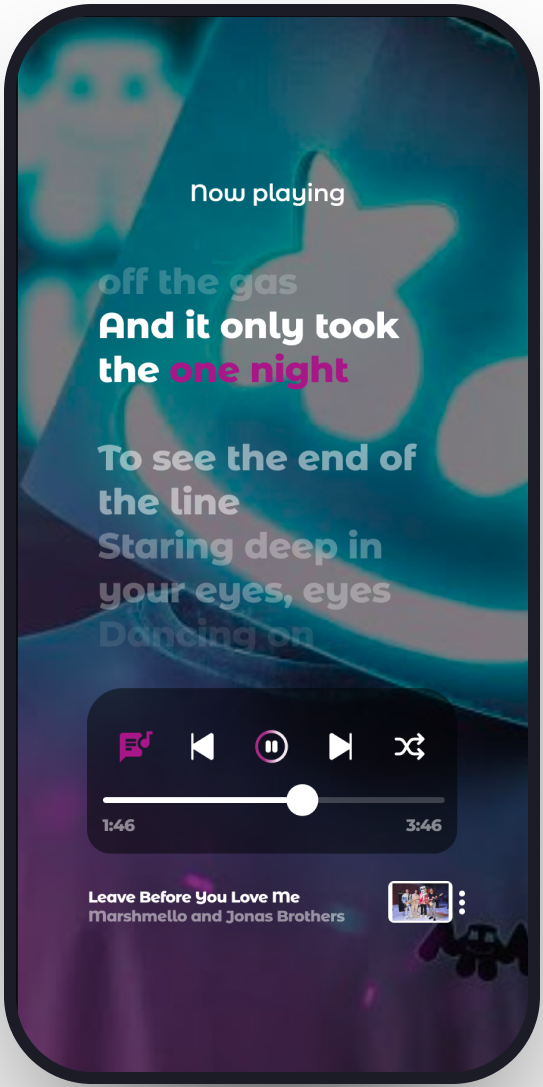 Now playing
off the gas
And it only took
the one night
To see the end of
the line
Staring deep in
your eyes, eyes
Dancing on
1:46
3:46
Leave Before You Love Me
Marshmello and Jonas Brothers